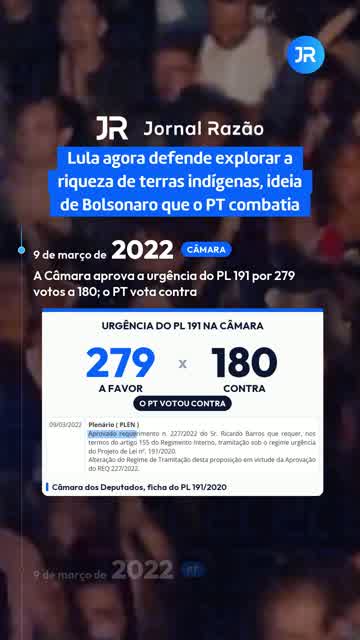 JR
JR Jornal Razão
Lula agora defende explorar a
riqueza de terras indígenas, ideia
de Bolsonaro que o PT combatia
9 de março de 2022 CÂMARA
A Câmara aprova a urgência do PL 191 por 279
votos a 180; o PT vota contra
URGÊNCIA DO PL 191 NA CÂMARA
279 x 180
A FAVOR CONTRA
O PT VOTOU CONTRA
09/03/2022 Plenário ( PLEN )
Aprovado requerimento n. 227/2022 do Sr. Ricardo Barros que requer, nos
termos do artigo 155 do Regimento Interno, tramitação sob o regime urgência
do Projeto de Lei nº. 191/2020.
Alteração do Regime de Tramitação desta proposição em virtude da Aprovação
do REQ 227/2022.
Câmara dos Deputados, ficha do PL 191/2020
9 de março de 2022 PT